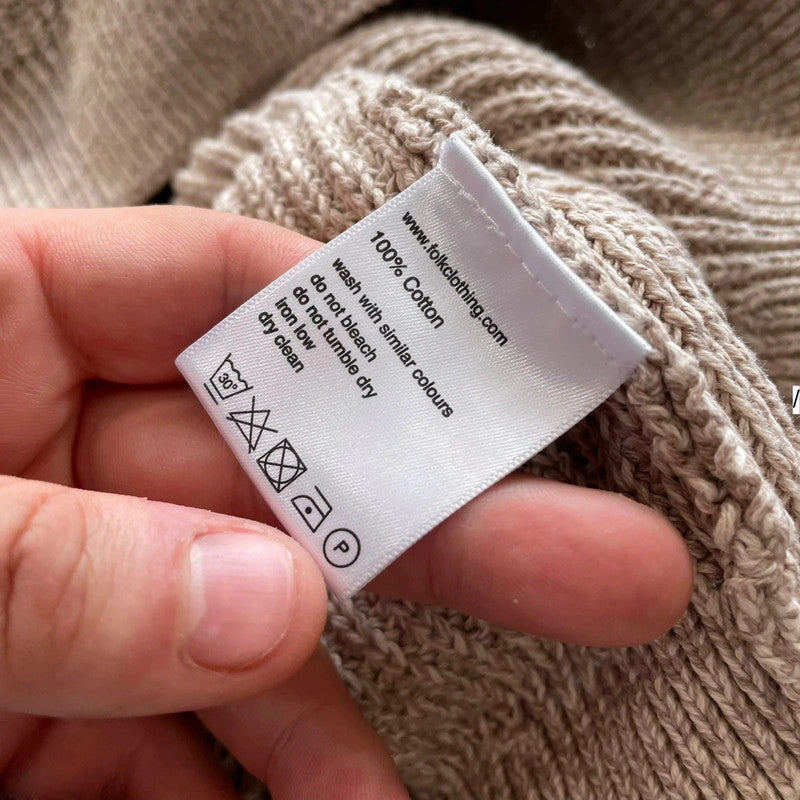 www.folkclothing.com
100% Cotton
wash with similar colours
do not bleach
do not tumble dry
iron low
dry clean
30°
P